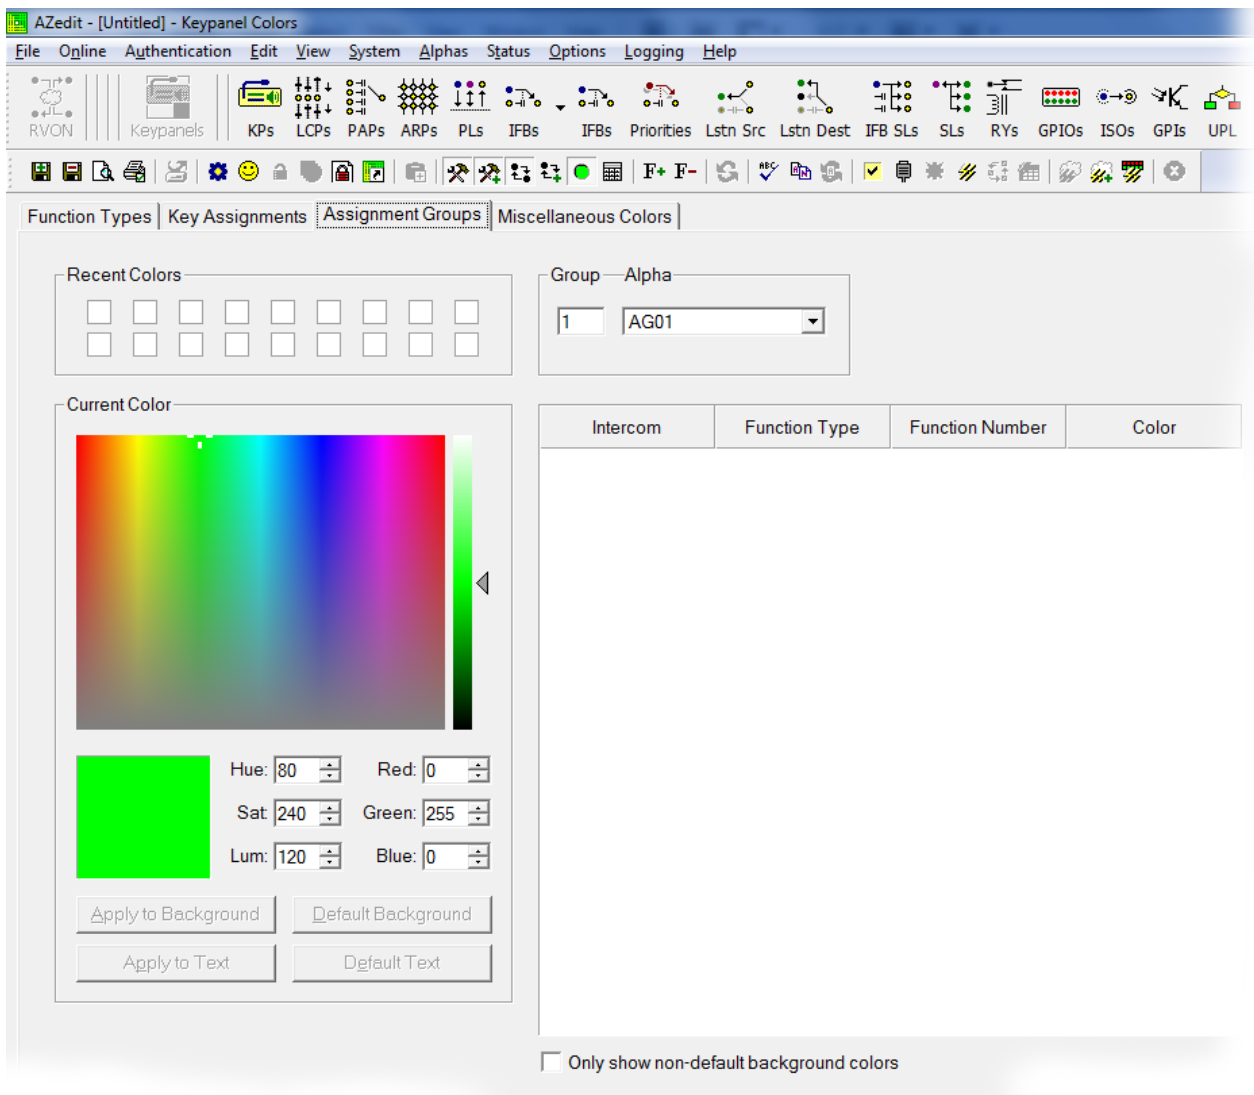 AZedit - [Untitled] - Keypanel Colors
File Online Authentication Edit View System Alphas Status Options Logging Help
RVON Keypanels KPs LCPs PAPs ARPs PLs IFBs IFBs Priorities Lstn Src Lstn Dest IFB SLs SLs RYs GPIOs ISOs GPIs UPL
F+ F- ABC
Function Types Key Assignments Assignment Groups Miscellaneous Colors
Recent Colors Group Alpha
1 AG01
Current Color
Intercom Function Type Function Number Color
Hue: 80 Red: 0
Sat: 240 Green: 255
Lum: 120 Blue: 0
Apply to Background Default Background
Apply to Text Default Text
Only show non-default background colors